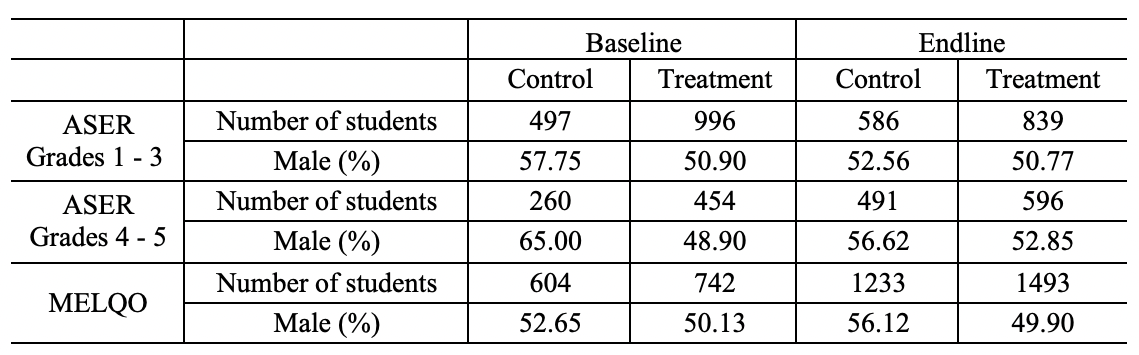 Baseline Endline
Control Treatment Control Treatment
ASER Grades 1 - 3 Number of students 497 996 586 839
Male (%) 57.75 50.90 52.56 50.77
ASER Grades 4 - 5 Number of students 260 454 491 596
Male (%) 65.00 48.90 56.62 52.85
MELQO Number of students 604 742 1233 1493
Male (%) 52.65 50.13 56.12 49.90